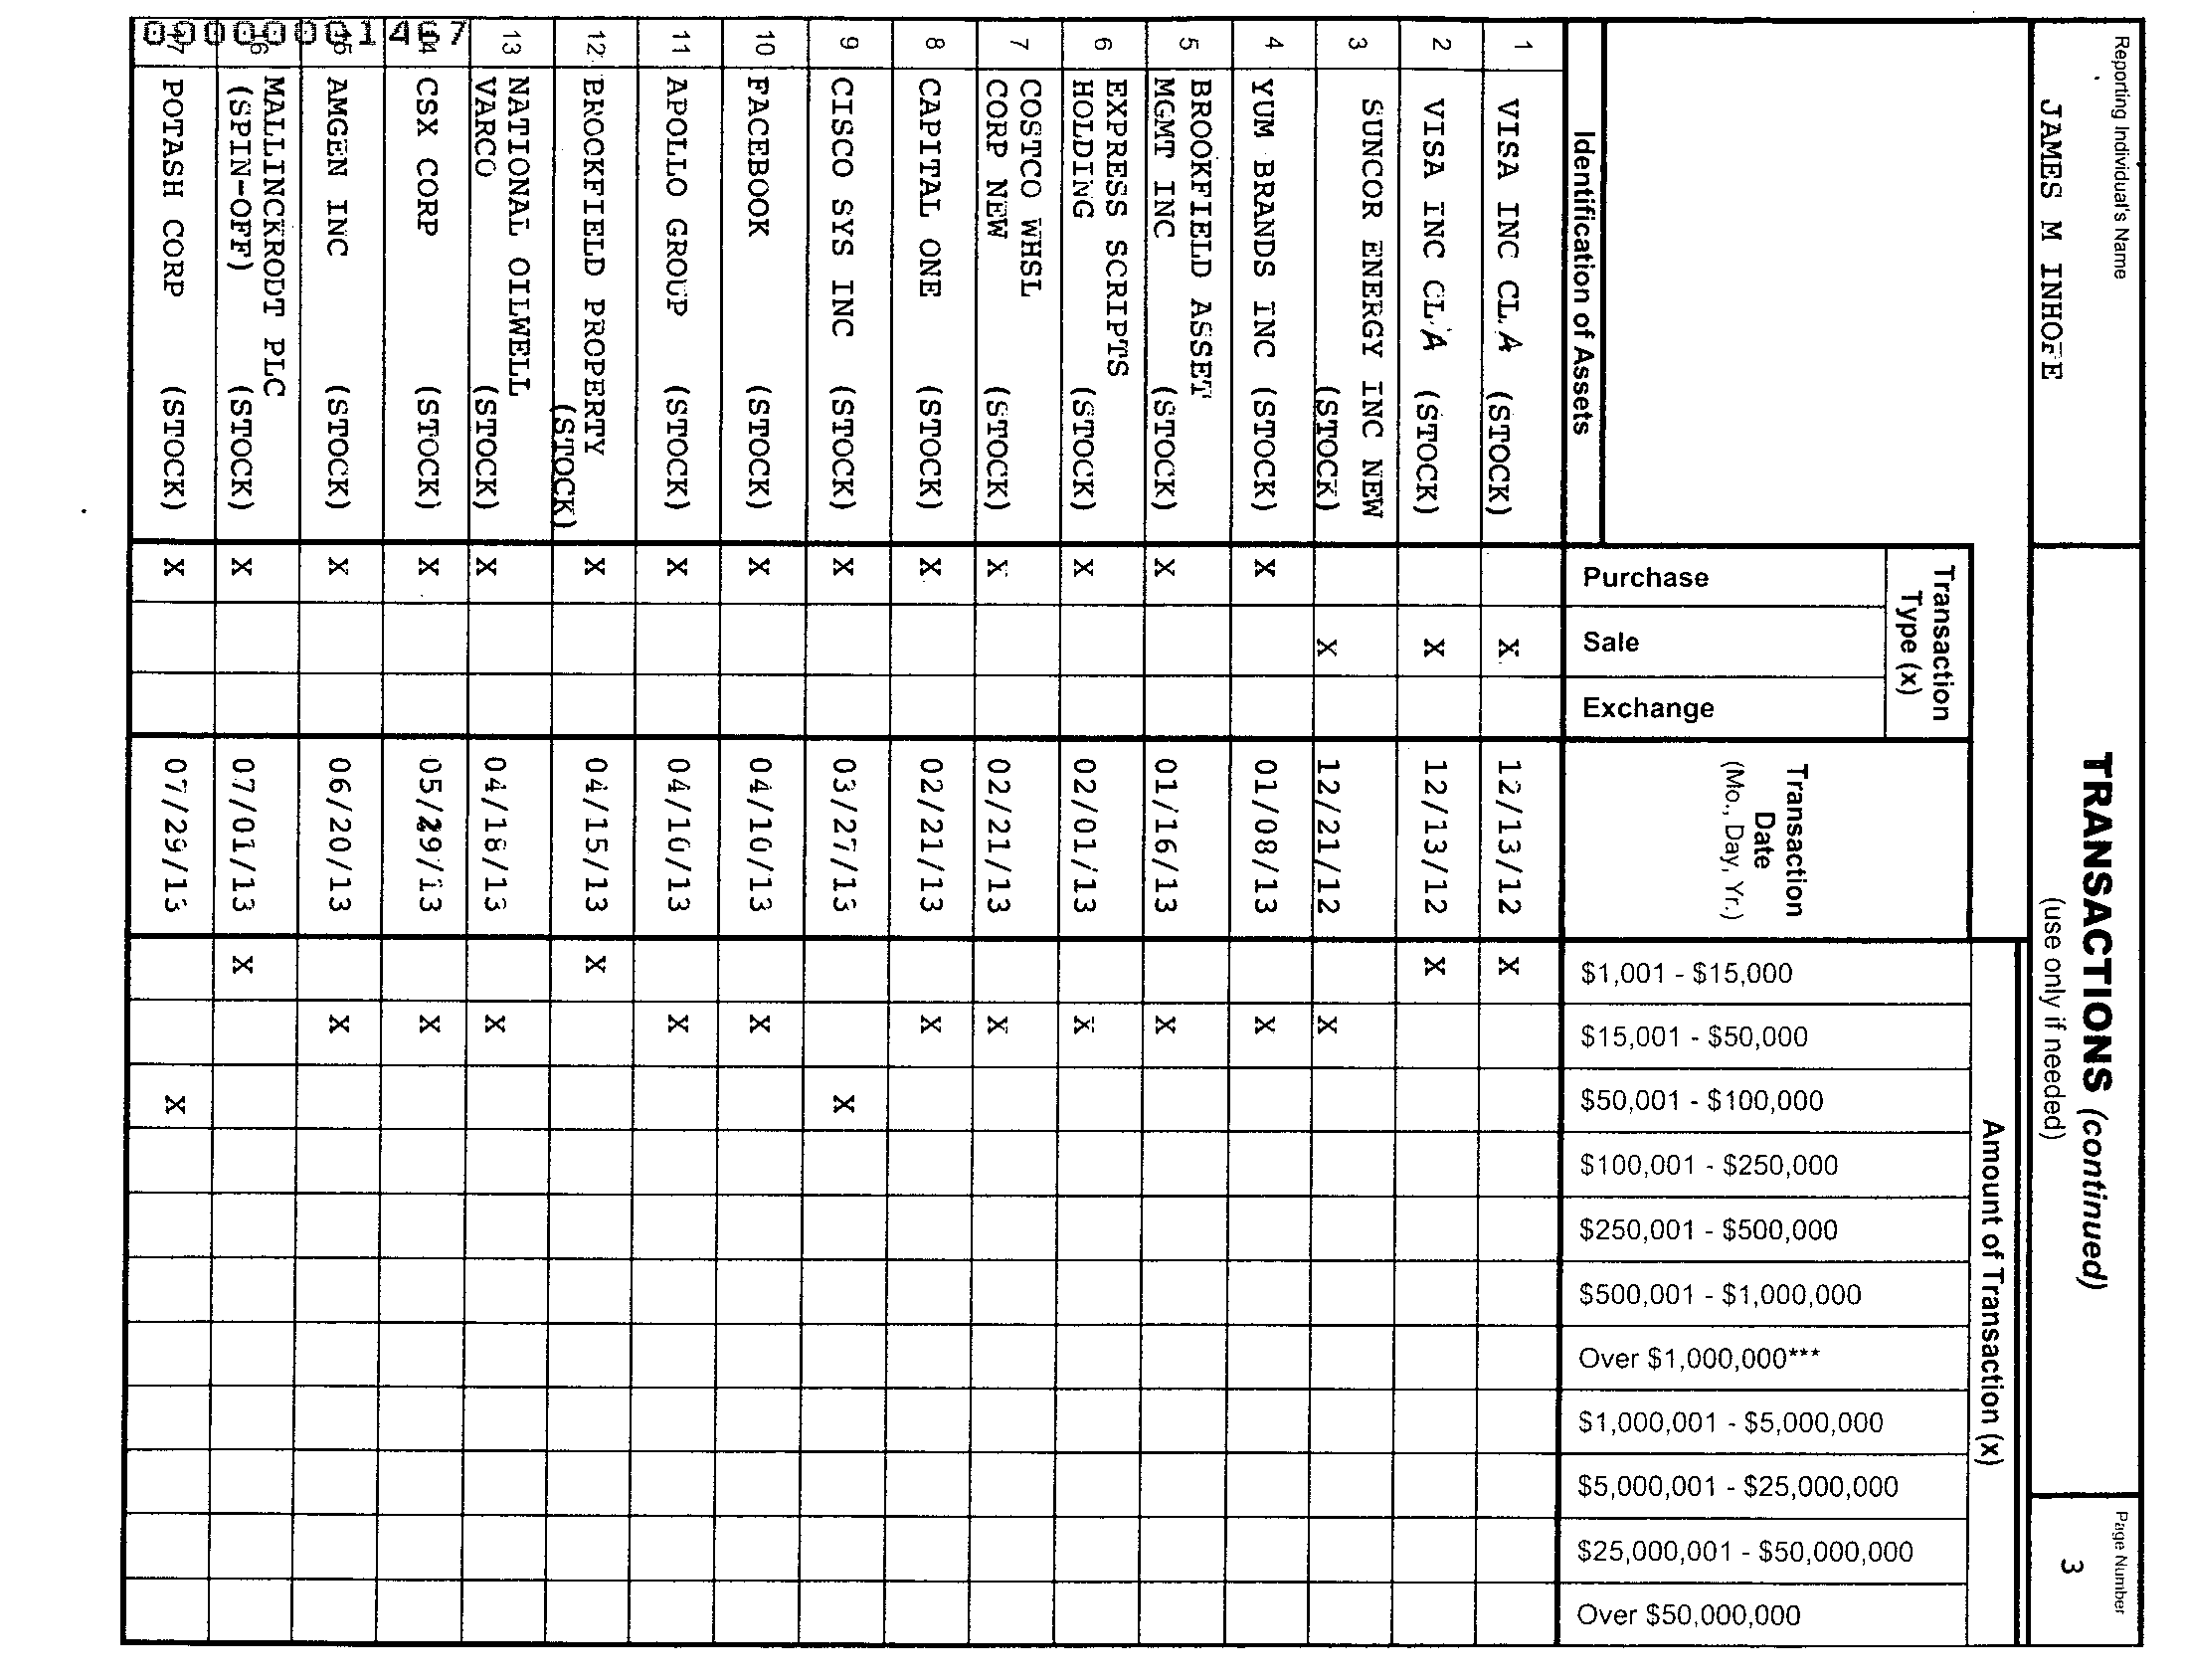 Reporting Individual's Name
JAMES M INHOFE
TRANSACTIONS (continued)
(use only if needed)
Page Number
3
Identification of Assets
Transaction Type (x)
Purchase
Sale
Exchange
Transaction
Date
(Mo., Day, Yr.)
Amount of Transaction (x)
$1,001 - $15,000
$15,001 - $50,000
$50,001 - $100,000
$100,001 - $250,000
$250,001 - $500,000
$500,001 - $1,000,000
Over $1,000,000***
$1,000,001 - $5,000,000
$5,000,001 - $25,000,000
$25,000,001 - $50,000,000
Over $50,000,000
1 VISA INC CL A (STOCK) X 12/13/12 X
2 VISA INC CL A (STOCK) X 12/13/12 X
3 SUNCOR ENERGY INC NEW
(STOCK) X 12/21/12 X
4 YUM BRANDS INC (STOCK) X 01/08/13 X
5 BROOKFIELD ASSET
MGMT INC (STOCK) X 01/16/13 X
6 EXPRESS SCRIPTS
HOLDING (STOCK) X 02/01/13 X
7 COSTCO WHSL
CORP NEW (STOCK) X 02/21/13 X
8 CAPITAL ONE (STOCK) X 02/21/13 X
9 CISCO SYS INC (STOCK) X 03/27/13 X
10 FACEBOOK (STOCK) X 04/10/13 X
11 APOLLO GROUP (STOCK) X 04/10/13 X
12 BROCKFIELD PROPERTY
(STOCK) X 04/15/13 X
13 NATIONAL OILWELL
VARCO (STOCK) X 04/18/13 X
14 CSX CORP (STOCK) X 05/29/13 X
15 AMGEN INC (STOCK) X 06/20/13 X
16 MALLINCKRODT PLC
(SPIN-OFF) (STOCK) X 07/01/13 X
17 POTASH CORP (STOCK) X 07/29/13 X
00000001467